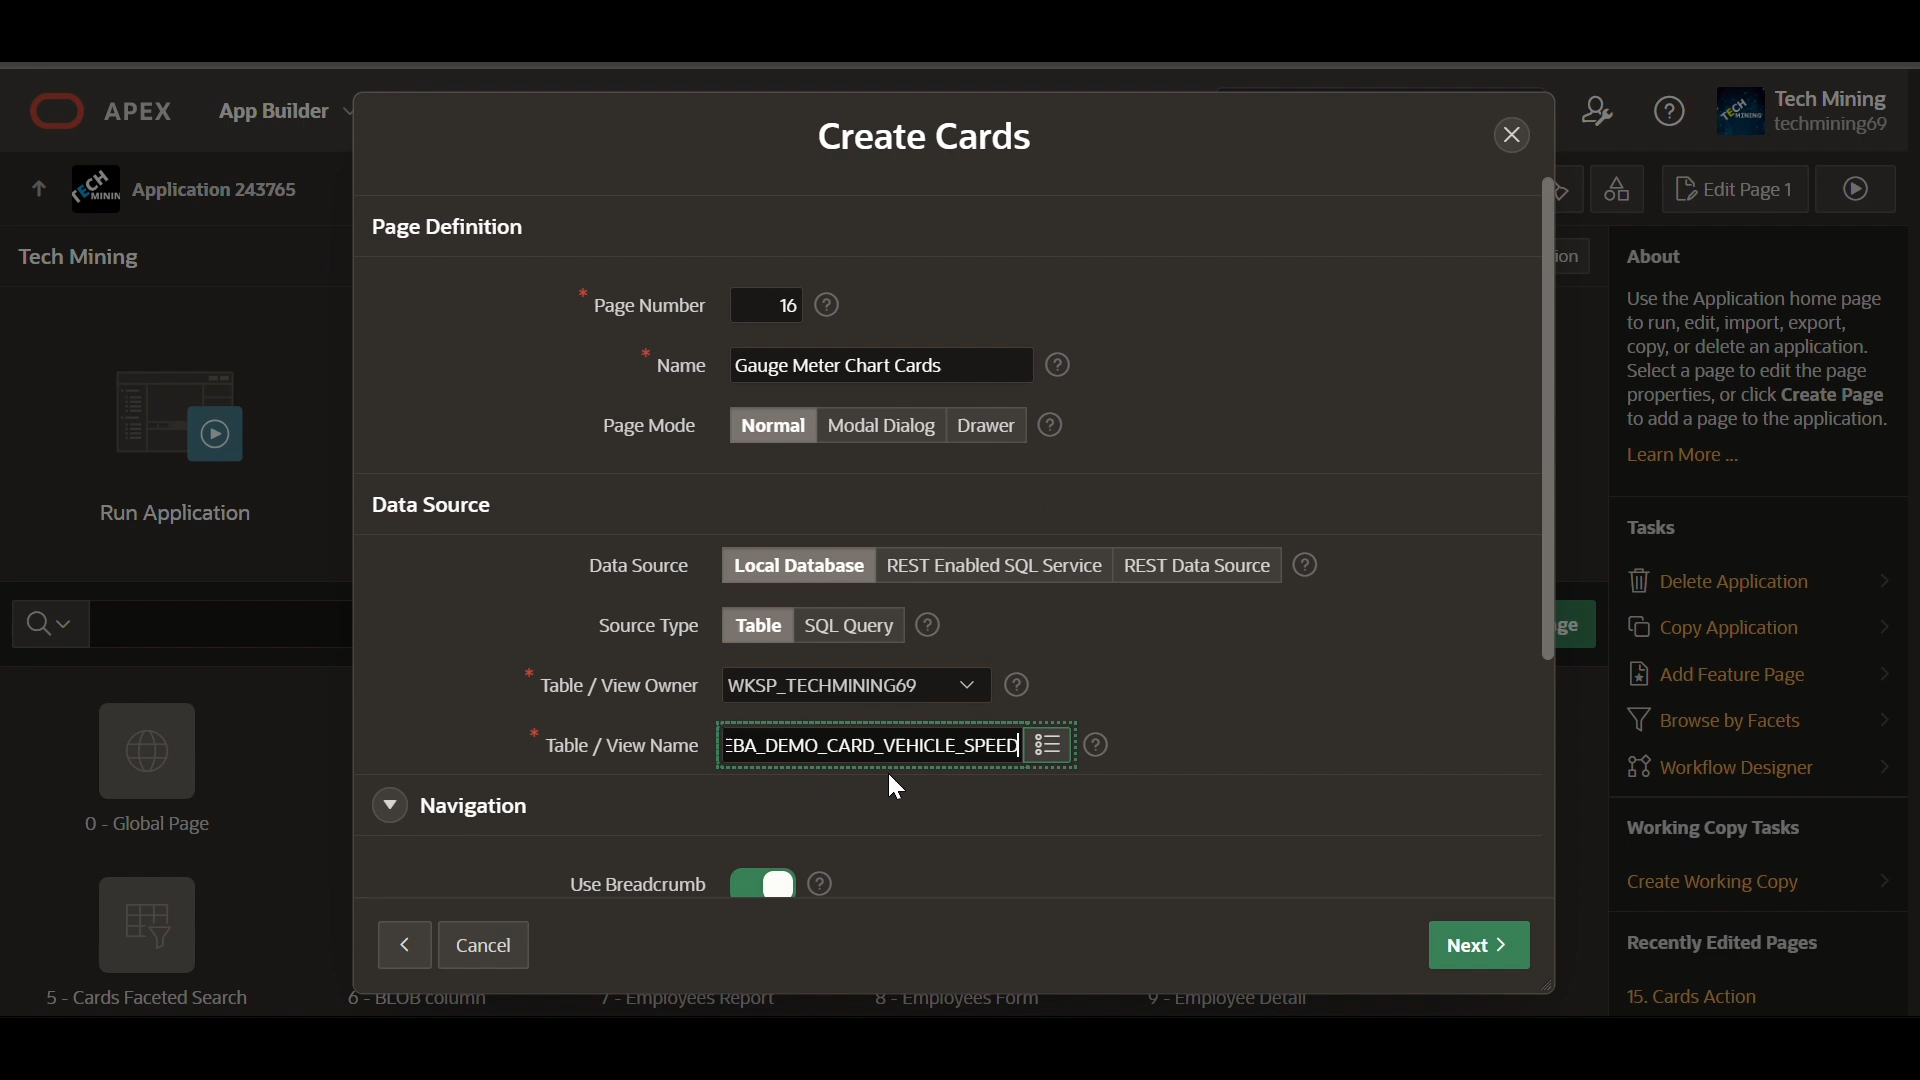 APEX
App Builder
Create Cards
Tech Mining
techmining69
TECH
MINING
Application 243765
Edit Page 1
Tech Mining
Page Definition
About
Use the Application home page
to run, edit, import, export,
copy, or delete an application.
Select a page to edit the page
properties, or click Create Page
to add a page to the application.
Learn More ...
* Page Number 16
* Name Gauge Meter Chart Cards
Page Mode Normal Modal Dialog Drawer
Run Application
Data Source
Tasks
Data Source Local Database REST Enabled SQL Service REST Data Source
Delete Application
Source Type Table SQL Query
Copy Application
* Table / View Owner WKSP_TECHMINING69
Add Feature Page
Browse by Facets
* Table / View Name EBA_DEMO_CARD_VEHICLE_SPEED
Workflow Designer
Navigation
0 - Global Page
Working Copy Tasks
Use Breadcrumb
Create Working Copy
Cancel
Next
Recently Edited Pages
5 - Cards Faceted Search
6 - BLOB column
7 - Employees Report
8 - Employees Form
9 - Employee Detail
15. Cards Action